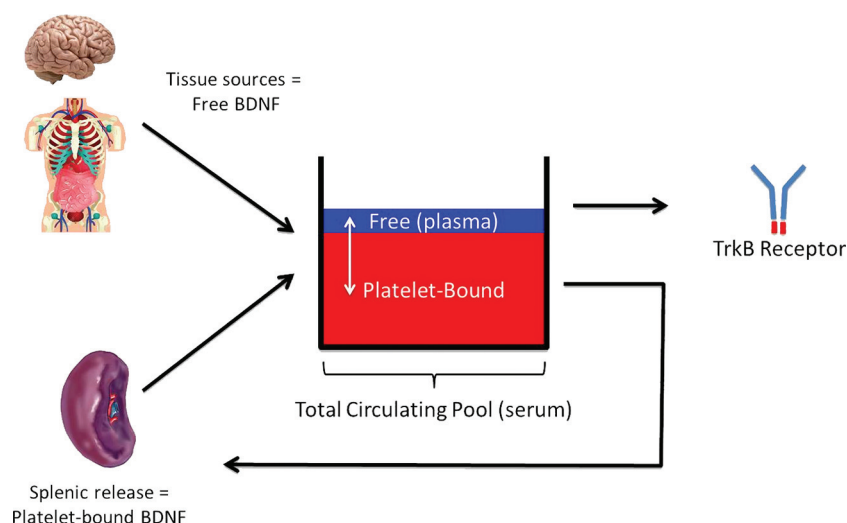 Tissue sources =
Free BDNF
Free (plasma)
Platelet-Bound
TrkB Receptor
Total Circulating Pool (serum)
Splenic release =
Platelet-bound BDNF